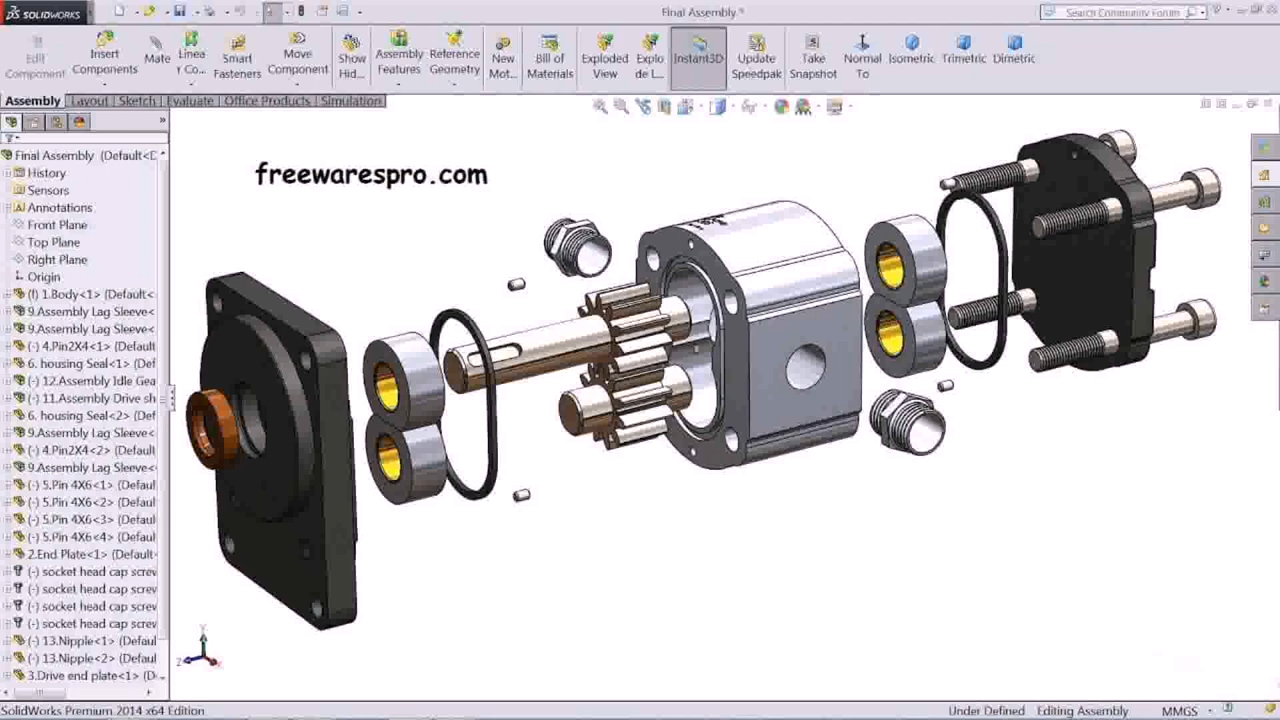 SOLIDWORKS
Final Assembly *
Search Community Forum
Edit Component
Insert Components
Mate
Linea r Co...
Smart Fasteners
Move Component
Show Hid...
Assembly Features
Reference Geometry
New Mot...
Bill of Materials
Exploded View
Explo de L...
Instant3D
Update Speedpak
Take Snapshot
Normal To
Isometric
Trimetric
Dimetric
Assembly
Layout
Sketch
Evaluate
Office Products
Simulation
»
Final Assembly (Default<D
History
Sensors
Annotations
Front Plane
Top Plane
Right Plane
Origin
(f) 1.Body<1> (Default<
9.Assembly Lag Sleeve<
9.Assembly Lag Sleeve<
(-) 4.Pin2X4<1> (Default
6. housing Seal<1> (Def
(-) 12.Assembly Idle Gea
(-) 11.Assembly Drive sh
6. housing Seal<2> (Def
9.Assembly Lag Sleeve<
(-) 4.Pin2X4<2> (Default
9.Assembly Lag Sleeve<
(-) 5.Pin 4X6<1> (Defaul
(-) 5.Pin 4X6<2> (Defaul
(-) 5.Pin 4X6<3> (Defaul
(-) 5.Pin 4X6<4> (Defaul
2.End Plate<1> (Default
(-) socket head cap screw
(-) socket head cap screw
(-) socket head cap screw
(-) socket head cap screw
(-) 13.Nipple<1> (Defaul
(-) 13.Nipple<2> (Defaul
3.Drive end plate<1> (D
freewarespro.com
SolidWorks Premium 2014 x64 Edition
Under Defined
Editing Assembly
MMGS